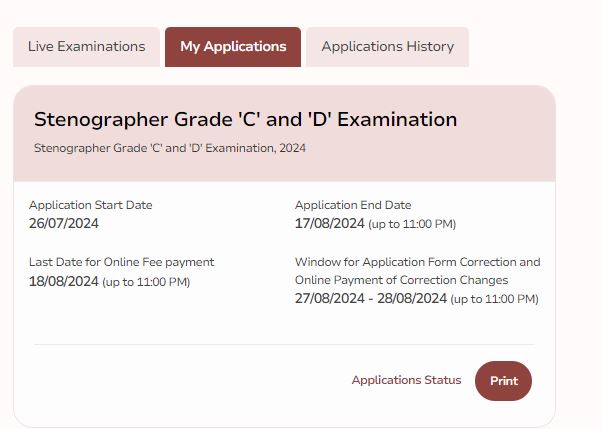 Live Examinations
My Applications
Applications History
Stenographer Grade 'C' and 'D' Examination
Stenographer Grade 'C' and 'D' Examination, 2024
Application Start Date
26/07/2024
Application End Date
17/08/2024 (up to 11:00 PM)
Last Date for Online Fee payment
18/08/2024 (up to 11:00 PM)
Window for Application Form Correction and
Online Payment of Correction Changes
27/08/2024 - 28/08/2024 (up to 11:00 PM)
Applications Status
Print